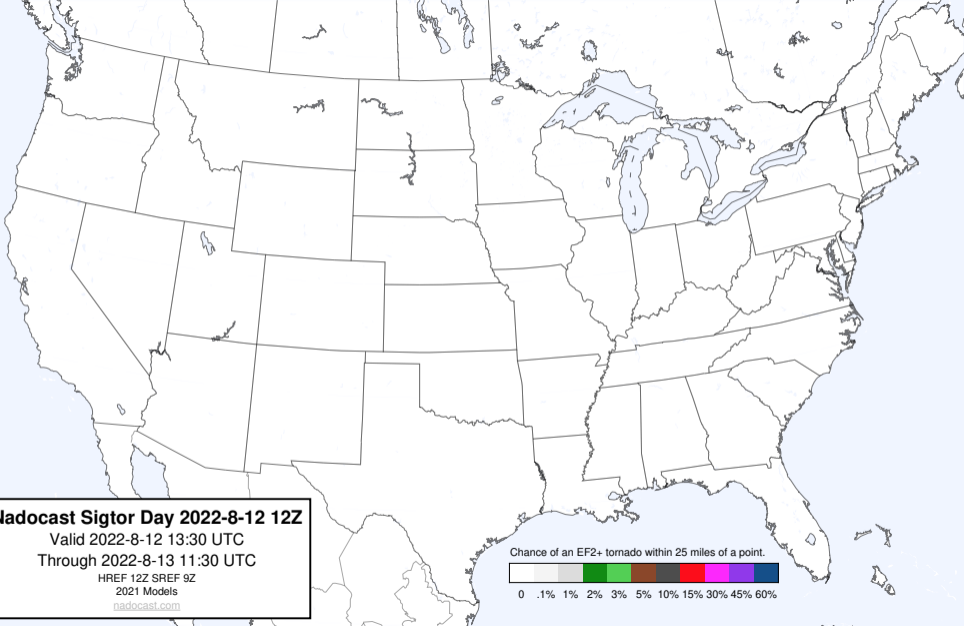 Nadocast Sigtor Day 2022-8-12 12Z
Valid 2022-8-12 13:30 UTC
Through 2022-8-13 11:30 UTC
HREF 12Z SREF 9Z
2021 Models
nadocast.com
Chance of an EF2+ tornado within 25 miles of a point.
0 .1% 1% 2% 3% 5% 10% 15% 30% 45% 60%